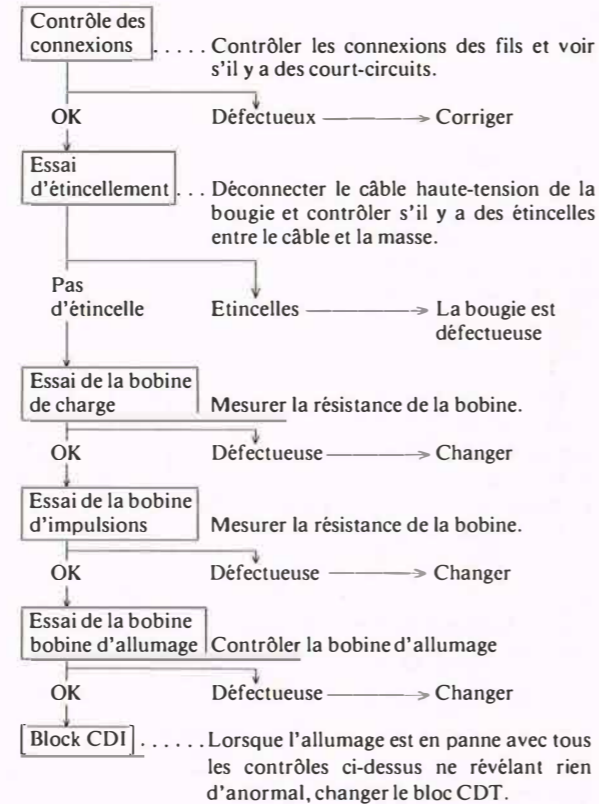 Contrôle des
connexions ..... Contrôler les connexions des fils et voir
s'il y a des court-circuits.
OK Défectueux Corriger
Essai
d'étincellement ... Déconnecter le câble haute-tension de la
bougie et contrôler s'il y a des étincelles
entre le câble et la masse.
Pas
d'étincelle Etincelles La bougie est
défectueuse
Essai de la bobine
de charge Mesurer la résistance de la bobine.
OK Défectueuse Changer
Essai de la bobine
d'impulsions Mesurer la résistance de la bobine.
OK Défectueuse Changer
Essai de la bobine
bobine d'allumage Contrôler la bobine d'allumage
OK Défectueuse Changer
Block CDI ...... Lorsque l'allumage est en panne avec tous
les contrôles ci-dessus ne révélant rien
d'anormal, changer le bloc CDT.